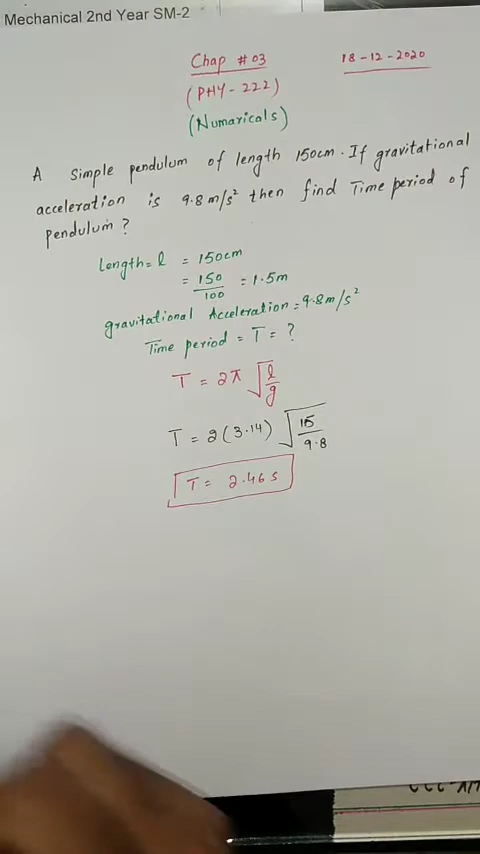 Mechanical 2nd Year SM-2
Chap # 03
18-12-2020
(PHY-222)
(Numaricals)
A Simple pendulum of length 150cm. If gravitational
acceleration is 9.8 m/s² then find Time period of
pendulum?
length = l = 150cm
= 150/100 = 1.5m
gravitational Acceleration = 9.8m/s²
Time period = T = ?
T = 2π √(l/g)
T = 2(3.14) √(15/9.8)
T = 2.46 s